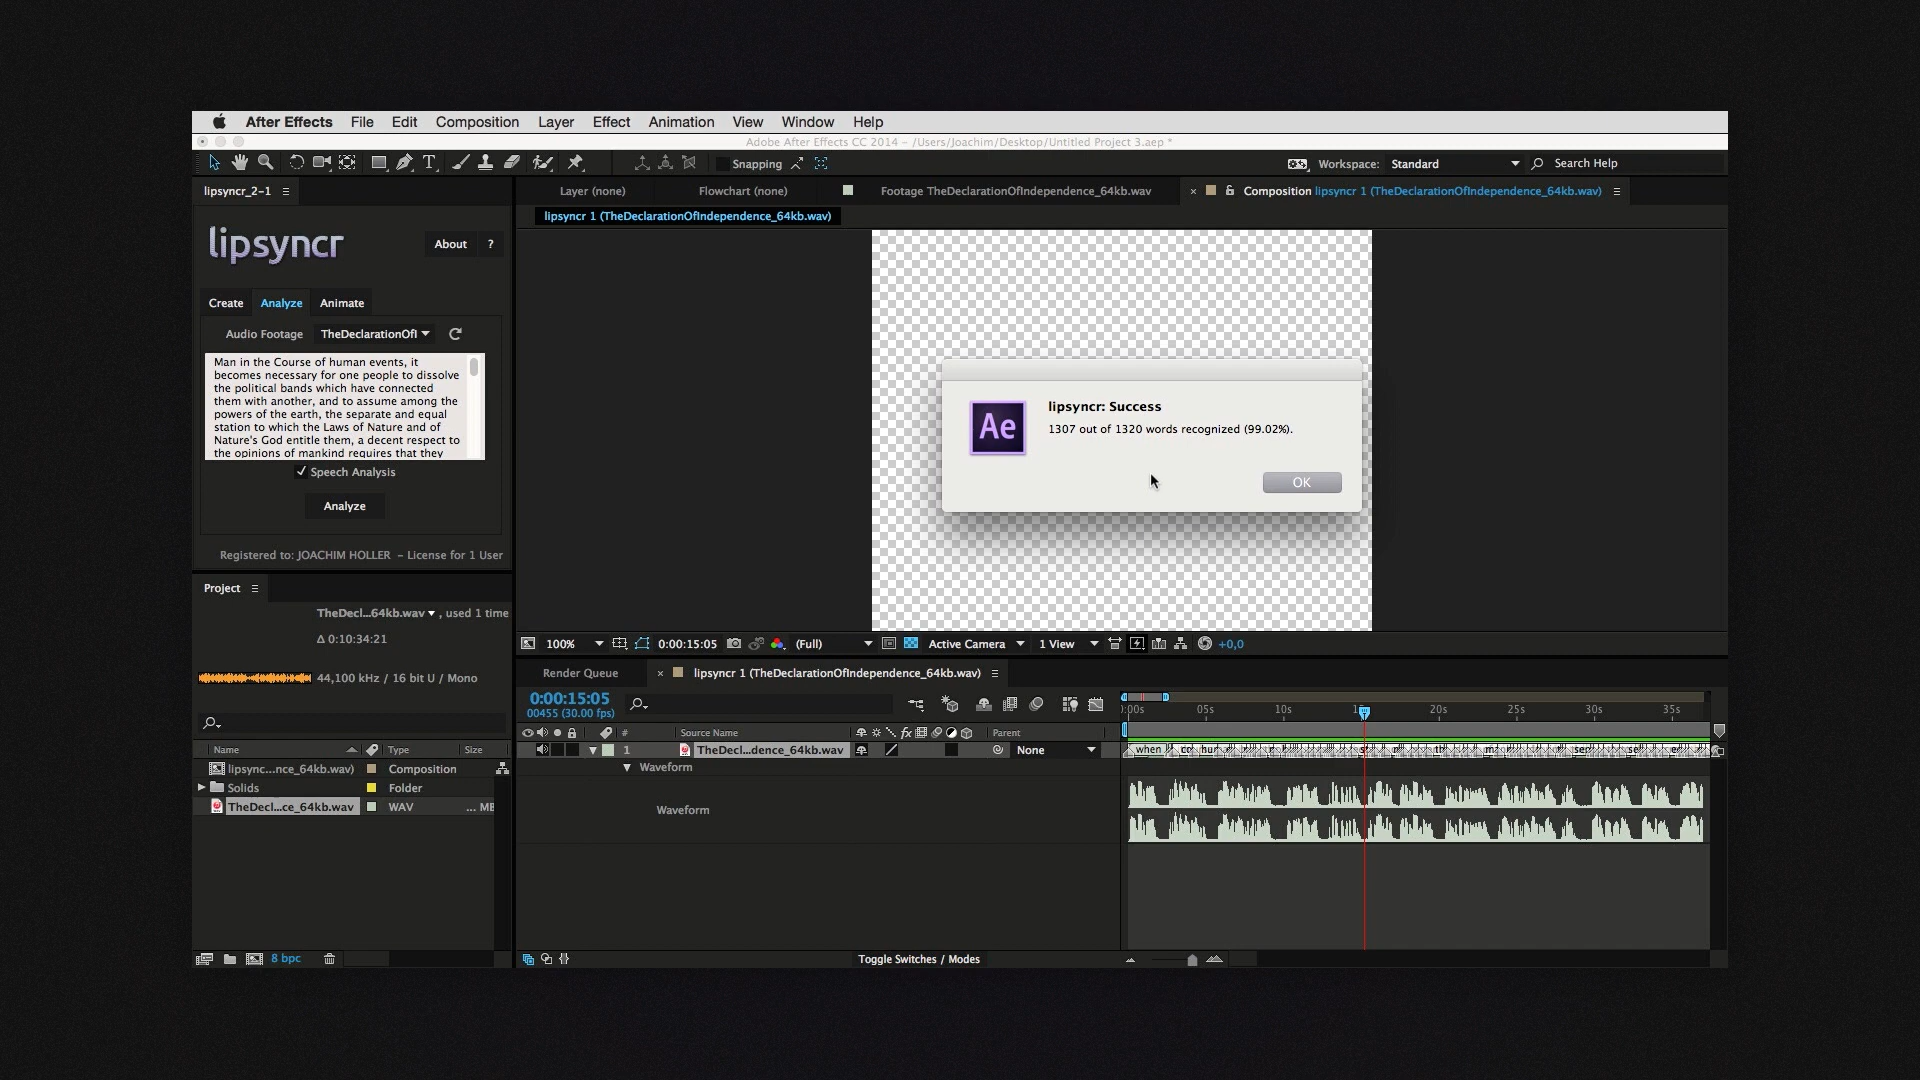 After Effects File Edit Composition Layer Effect Animation View Window Help
Adobe After Effects CC 2014 – /Users/Joachim/Desktop/Untitled Project 3.aep *
Snapping
Workspace: Standard
Search Help
lipsyncr_2-1
Layer (none)
Flowchart (none)
Footage TheDeclarationOfIndependence_64kb.wav
Composition lipsyncr 1 (TheDeclarationOfIndependence_64kb.wav)
lipsyncr 1 (TheDeclarationOfIndependence_64kb.wav)
lipsyncr
About
?
Create
Analyze
Animate
Audio Footage
TheDeclarationOfI
Man in the Course of human events, it
becomes necessary for one people to dissolve
the political bands which have connected
them with another, and to assume among the
powers of the earth, the separate and equal
station to which the Laws of Nature and of
Nature's God entitle them, a decent respect to
the opinions of mankind requires that they
Speech Analysis
Analyze
Registered to: JOACHIM HOLLER – License for 1 User
Ae
lipsyncr: Success
1307 out of 1320 words recognized (99.02%).
OK
Project
TheDecl...64kb.wav , used 1 time
Δ 0:10:34:21
44,100 kHz / 16 bit U / Mono
Name Type Size
lipsync...nce_64kb.wav) Composition
Solids Folder
TheDecl...ce_64kb.wav WAV ... MB
8 bpc
100%
0:00:15:05
(Full)
Active Camera
1 View
+0,0
Render Queue
lipsyncr 1 (TheDeclarationOfIndependence_64kb.wav)
0:00:15:05
00455 (30.00 fps)
:00s 05s 10s 20s 25s 30s 35s
# Source Name fx Parent
1 TheDecl...dence_64kb.wav None
when
Waveform
Waveform
Toggle Switches / Modes